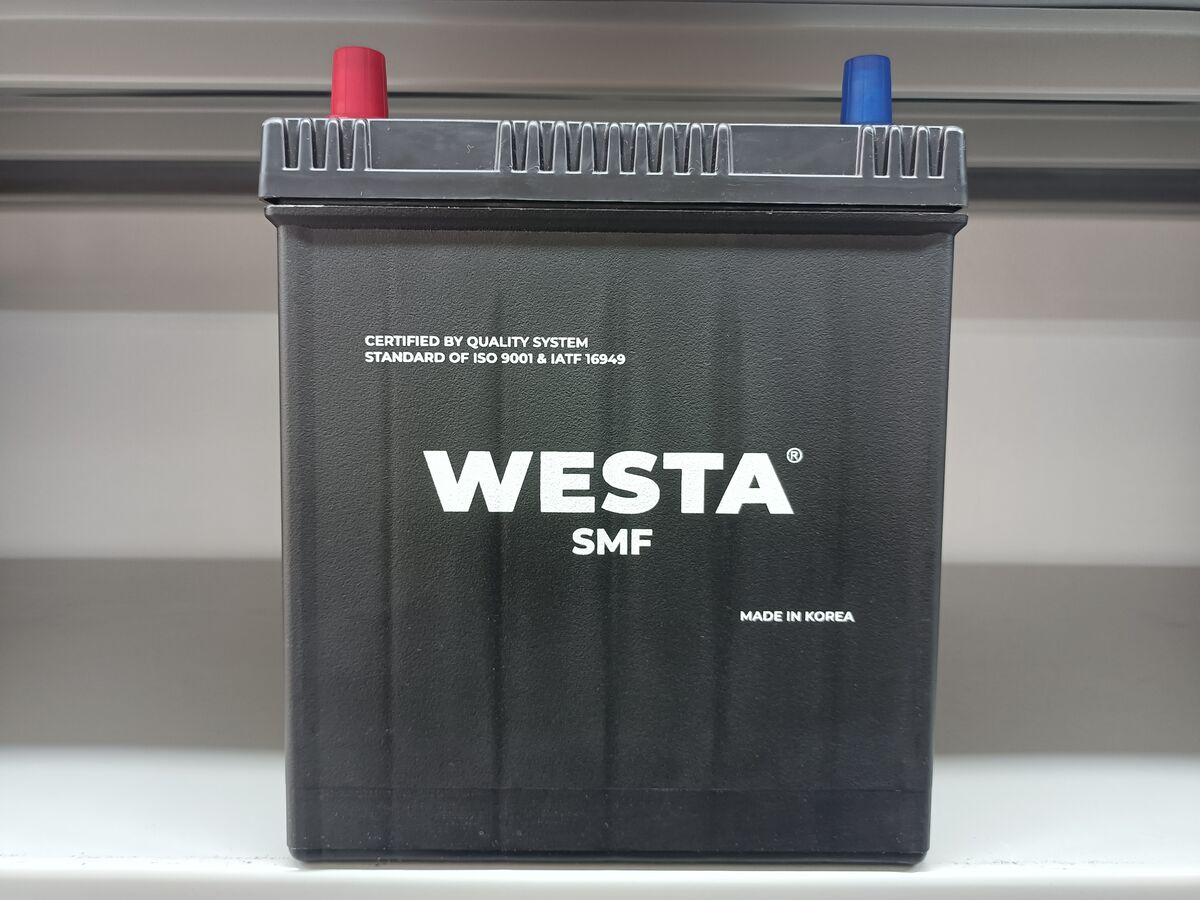 CERTIFIED BY QUALITY SYSTEM
STANDARD OF ISO 9001 & IATF 16949
WESTA®
SMF
MADE IN KOREA